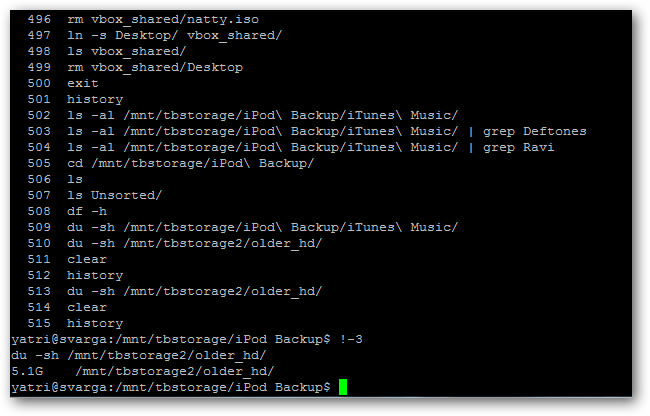 496  rm vbox_shared/natty.iso
497  ln -s Desktop/ vbox_shared/
498  ls vbox_shared/
499  rm vbox_shared/Desktop
500  exit
501  history
502  ls -al /mnt/tbstorage/iPod\ Backup/iTunes\ Music/
503  ls -al /mnt/tbstorage/iPod\ Backup/iTunes\ Music/ | grep Deftones
504  ls -al /mnt/tbstorage/iPod\ Backup/iTunes\ Music/ | grep Ravi
505  cd /mnt/tbstorage/iPod\ Backup/
506  ls
507  ls Unsorted/
508  df -h
509  du -sh /mnt/tbstorage/iPod\ Backup/iTunes\ Music/
510  du -sh /mnt/tbstorage2/older_hd/
511  clear
512  history
513  du -sh /mnt/tbstorage2/older_hd/
514  clear
515  history
yatri@svarga:/mnt/tbstorage/iPod Backup$ !-3
du -sh /mnt/tbstorage2/older_hd/
5.1G    /mnt/tbstorage2/older_hd/
yatri@svarga:/mnt/tbstorage/iPod Backup$